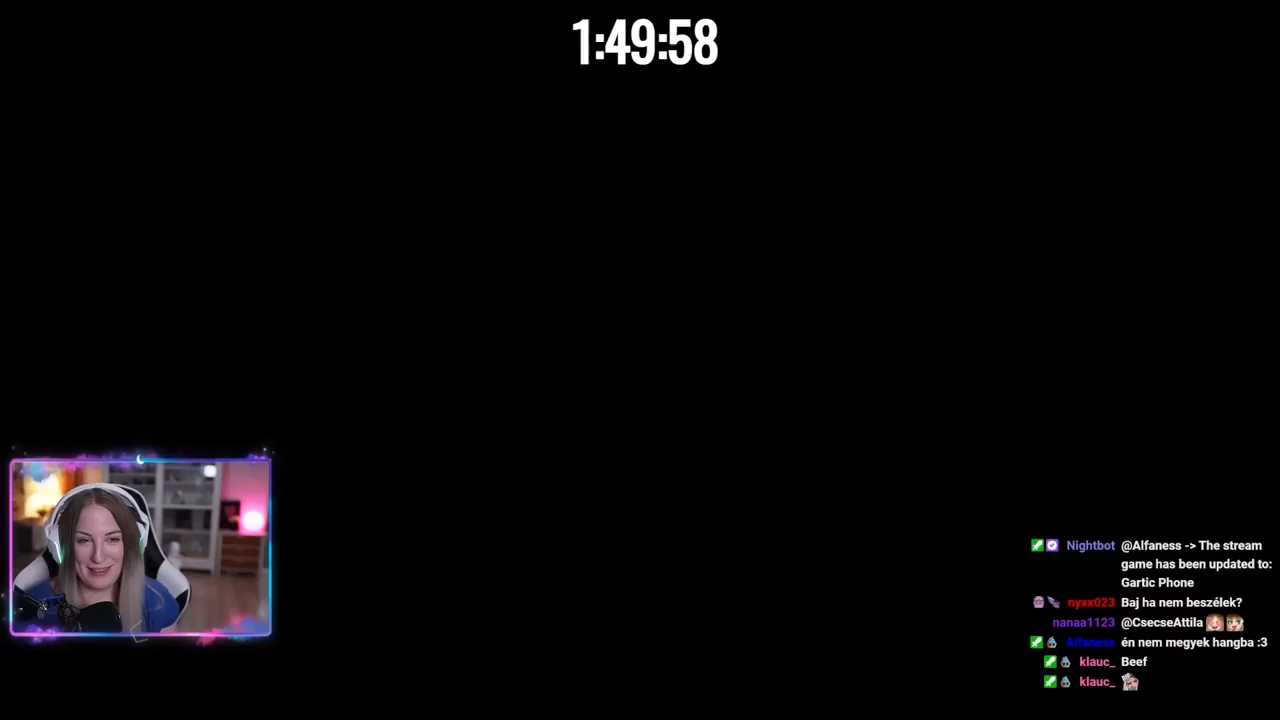 1:49:58
Nightbot @Alfaness -> The stream
game has been updated to:
Gartic Phone
nyxx023 Baj ha nem beszélek?
nanaa1123 @CsecseAttila
Alfaness én nem megyek hangba :3
klauc_ Beef
klauc_